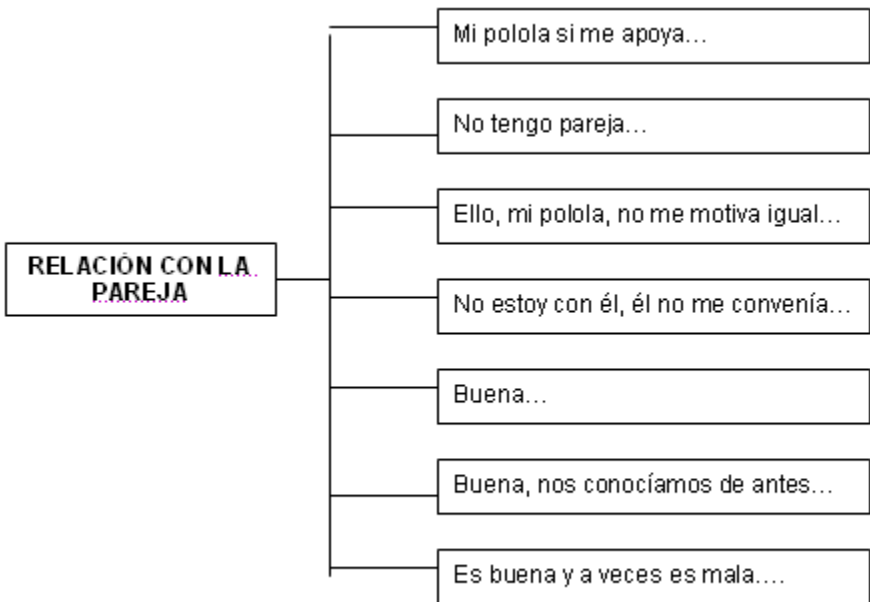 Mi polola si me apoya...
No tengo pareja...
Ello, mi polola, no me motiva igual...
RELACIÓN CON LA
PAREJA
No estoy con él, él no me convenía...
Buena...
Buena, nos conocíamos de antes...
Es buena y a veces es mala....